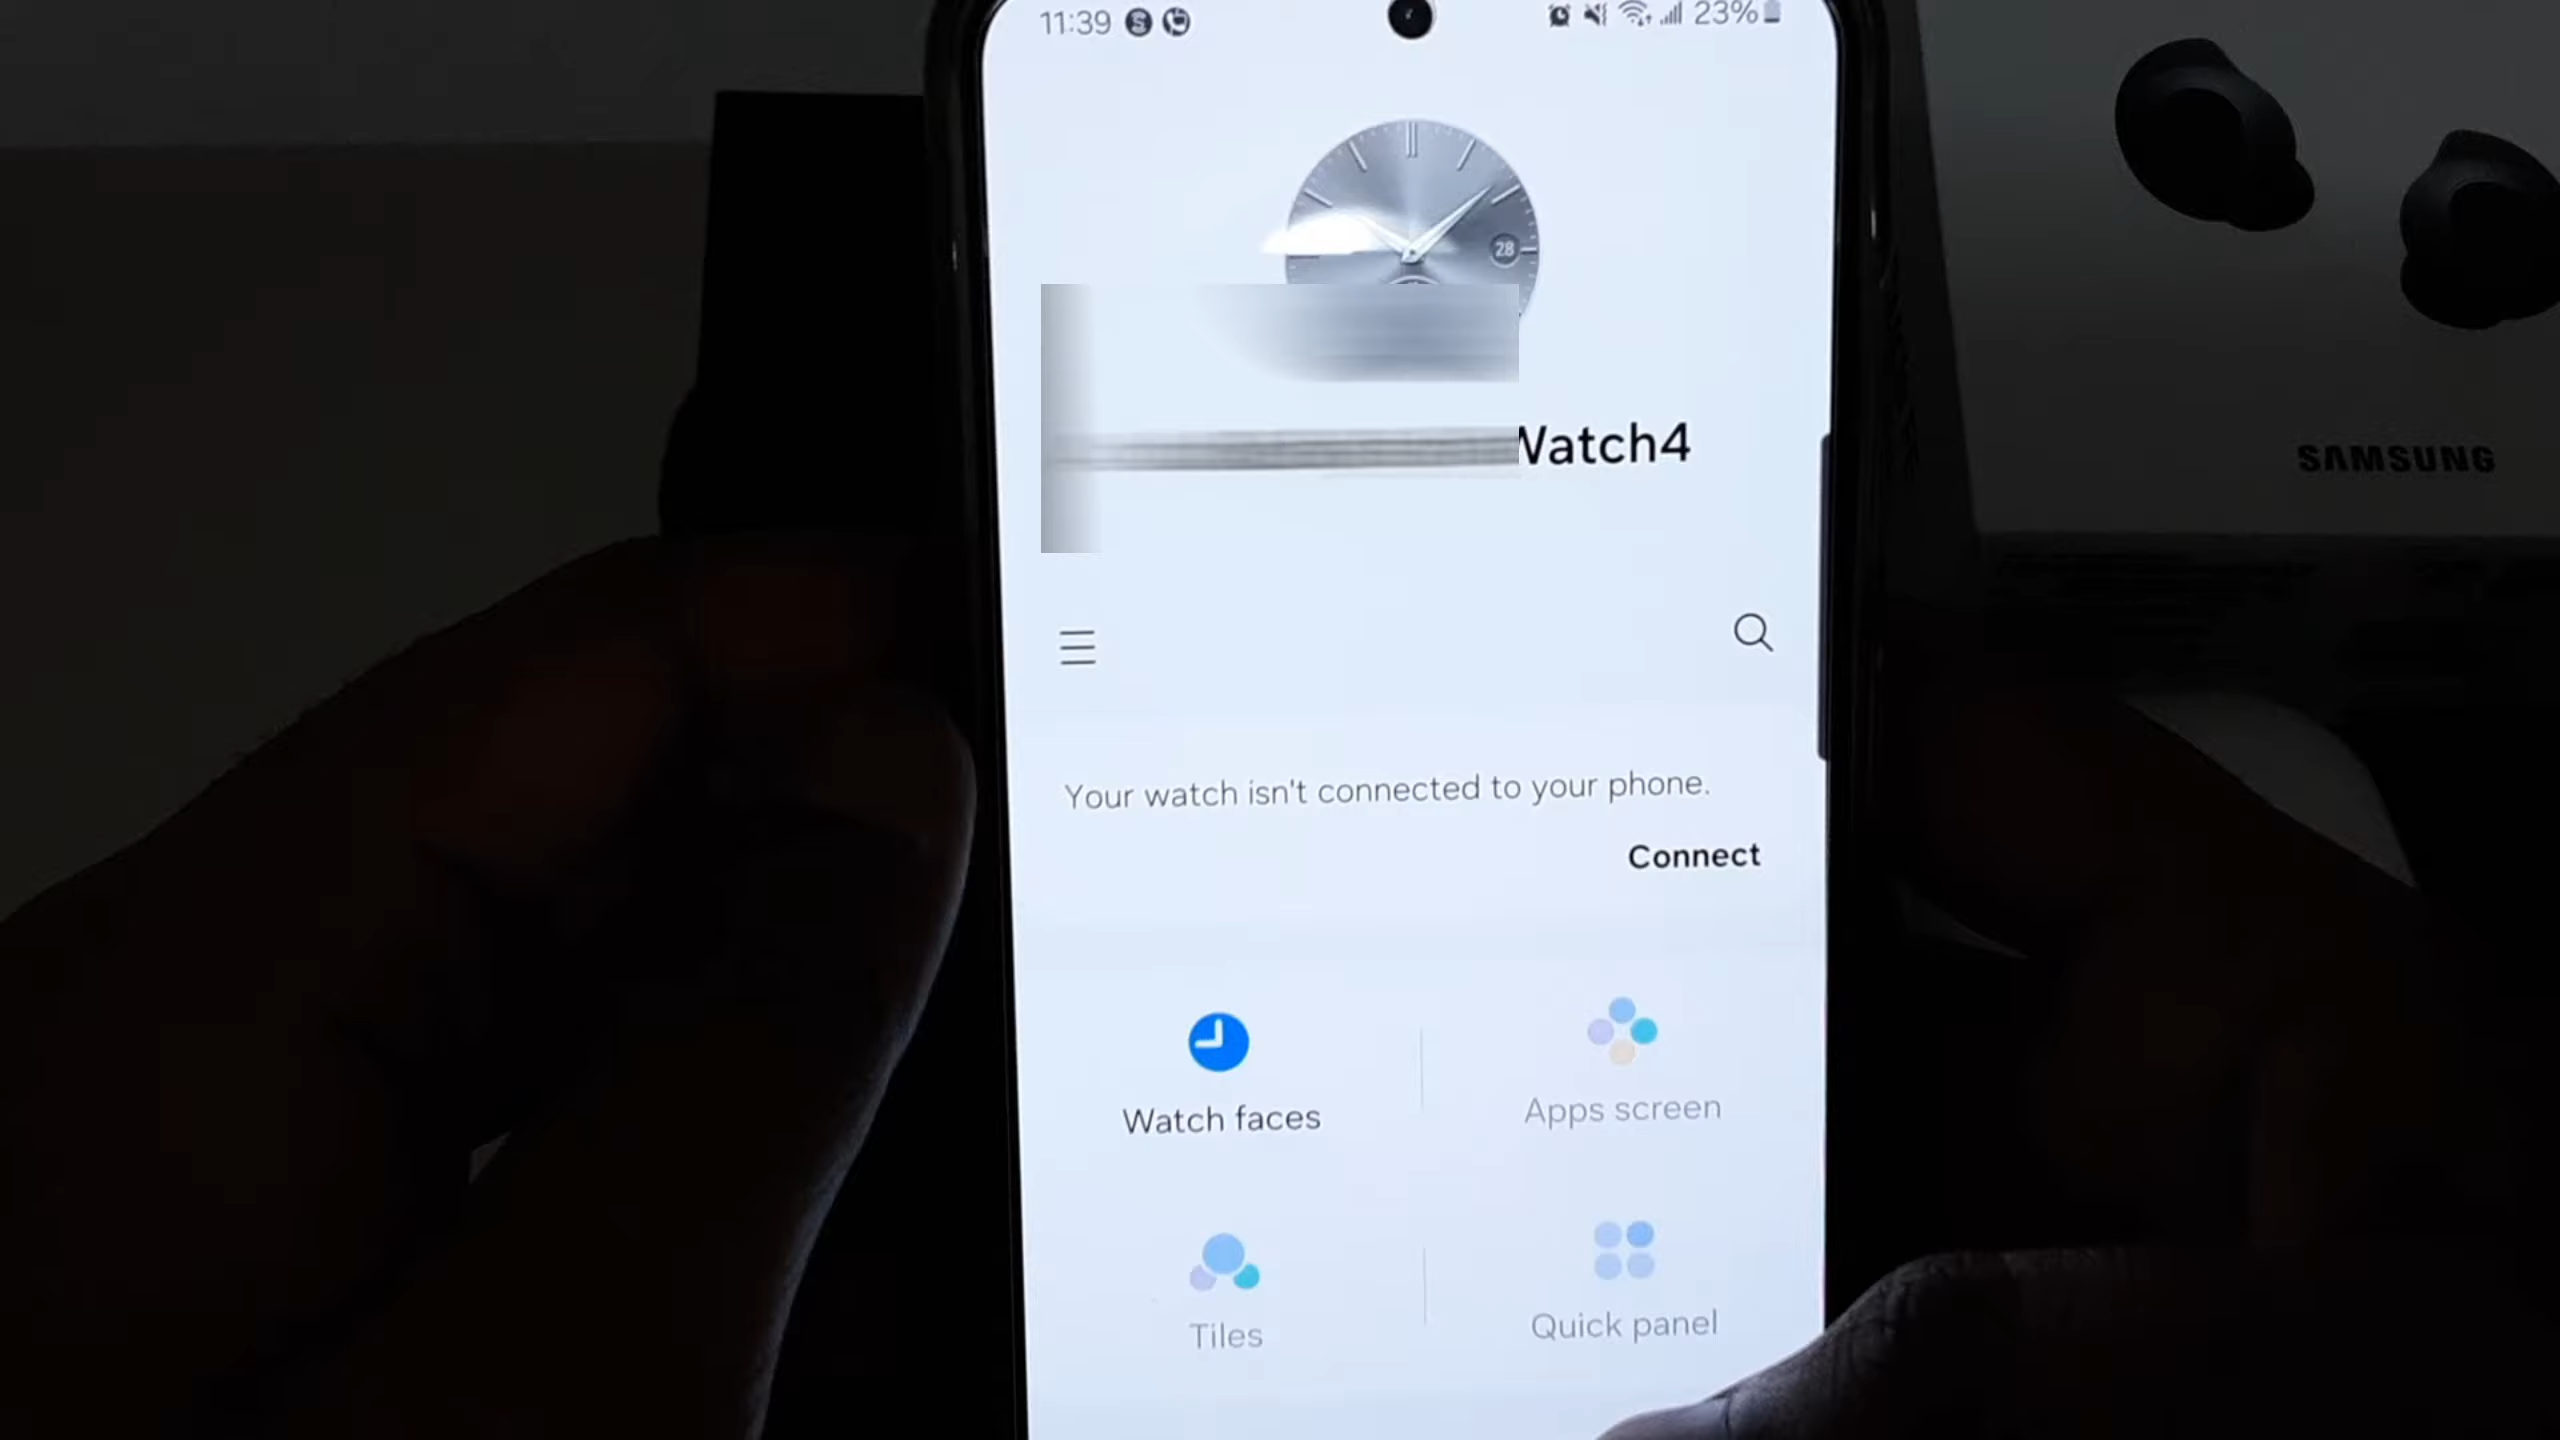 11:39
23%
28
Watch4
SAMSUNG
Your watch isn't connected to your phone.
Connect
Watch faces
Apps screen
Tiles
Quick panel